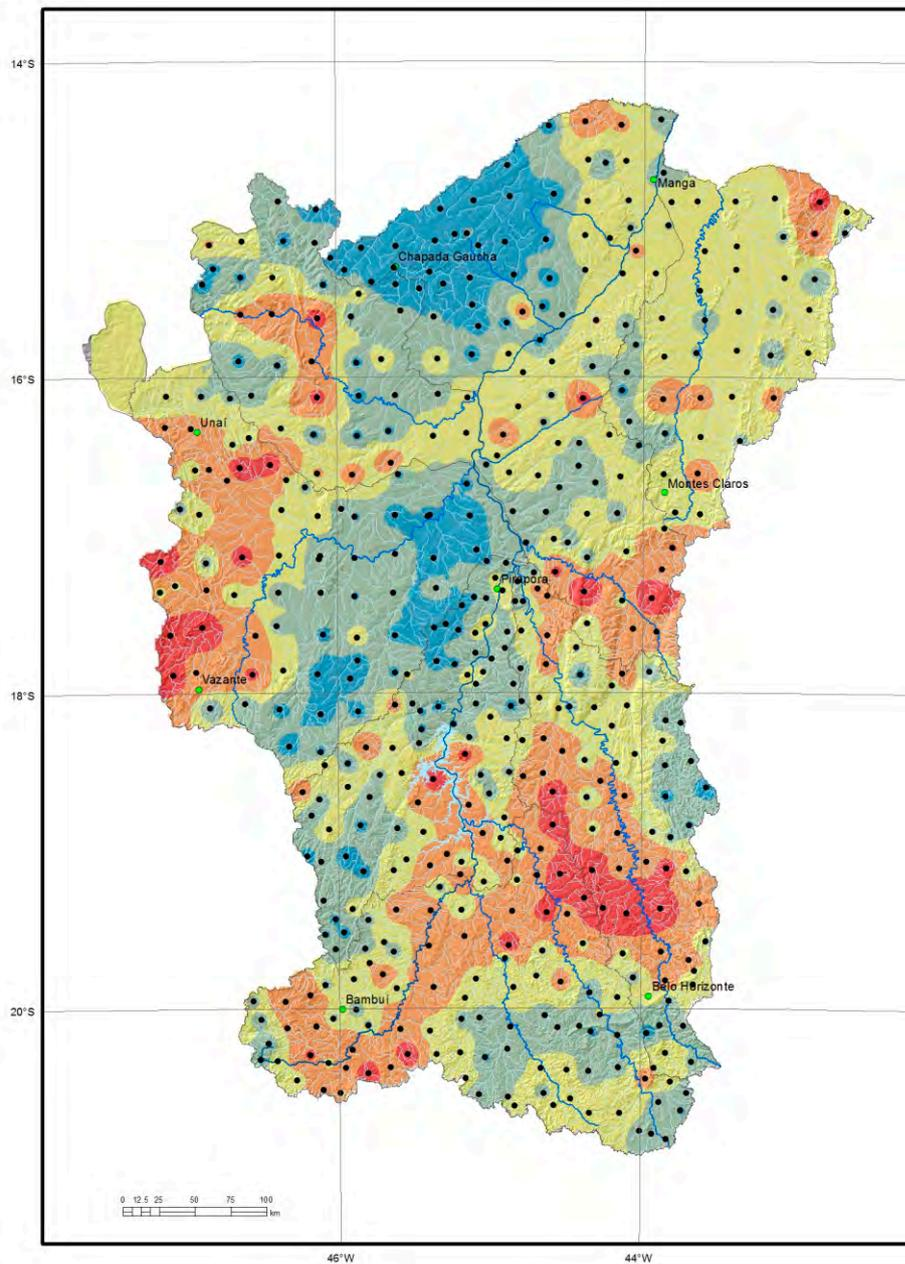 14°S
Manga
Chapada Gaúcha
16°S
Unaí
Montes Claros
Pirapora
18°S
Vazante
Belo Horizonte
Bambuí
20°S
0 12.5 25 50 75 100
km
46°W
44°W